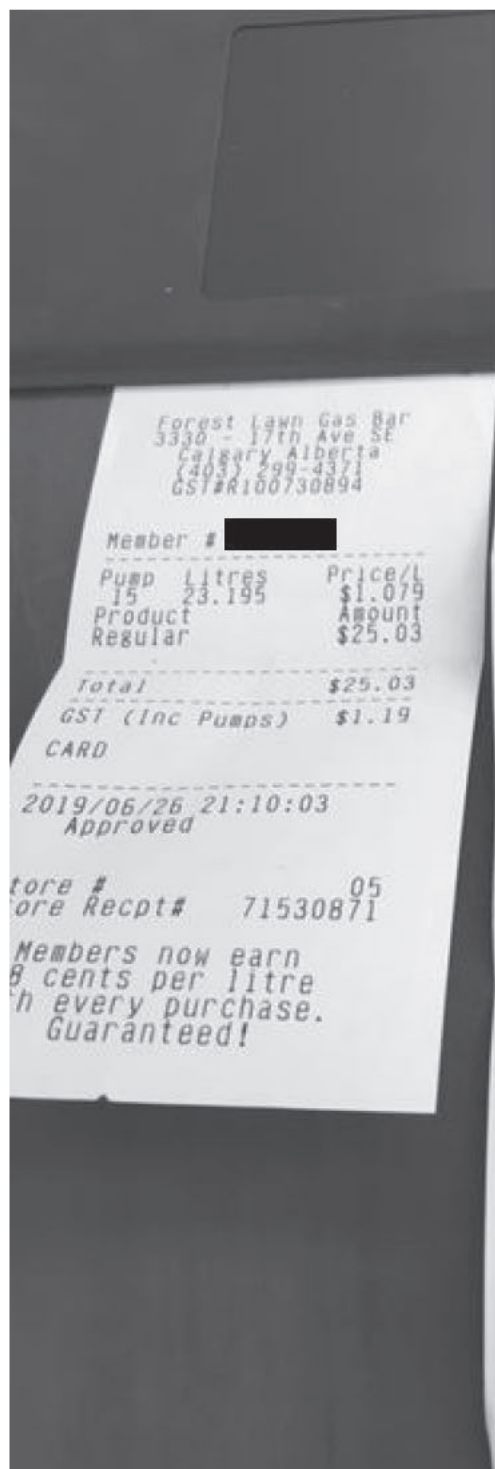 Forest Lawn Gas Bar
3330 - 17th Ave SE
Calgary Alberta
(403) 299-4371
GST#R100730894
Member #
Pump Litres Price/L
15 23.195 $1.079
Product Amount
Regular $25.03
Total $25.03
GST (Inc Pumps) $1.19
CARD
2019/06/26 21:10:03
Approved
tore # 05
ore Recpt# 71530871
Members now earn
8 cents per litre
h every purchase.
Guaranteed!